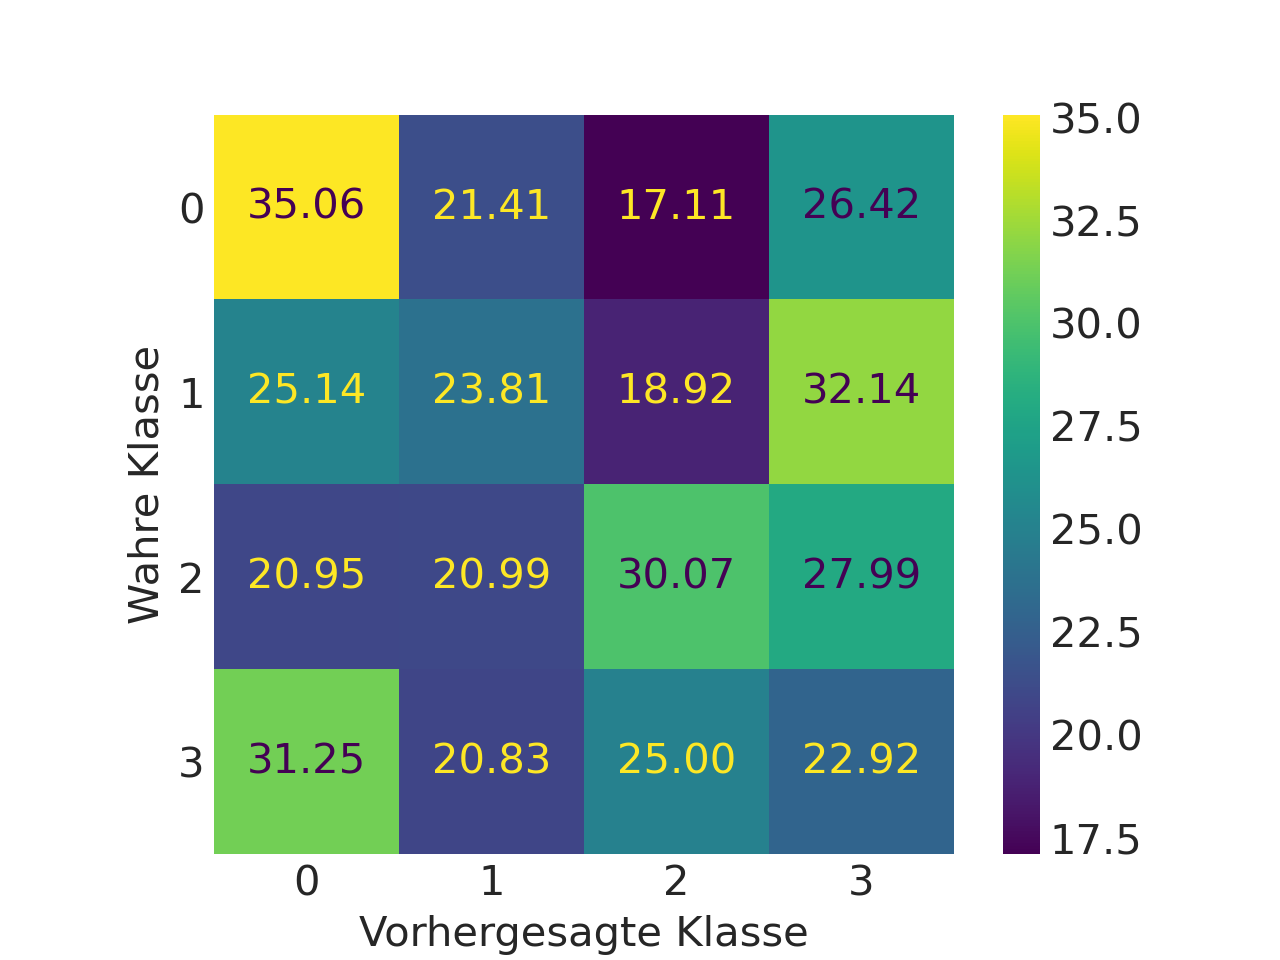 0 35.06 21.41 17.11 26.42
1 25.14 23.81 18.92 32.14
2 20.95 20.99 30.07 27.99
3 31.25 20.83 25.00 22.92
0 1 2 3
Vorhergesagte Klasse
Wahre Klasse
35.0
32.5
30.0
27.5
25.0
22.5
20.0
17.5